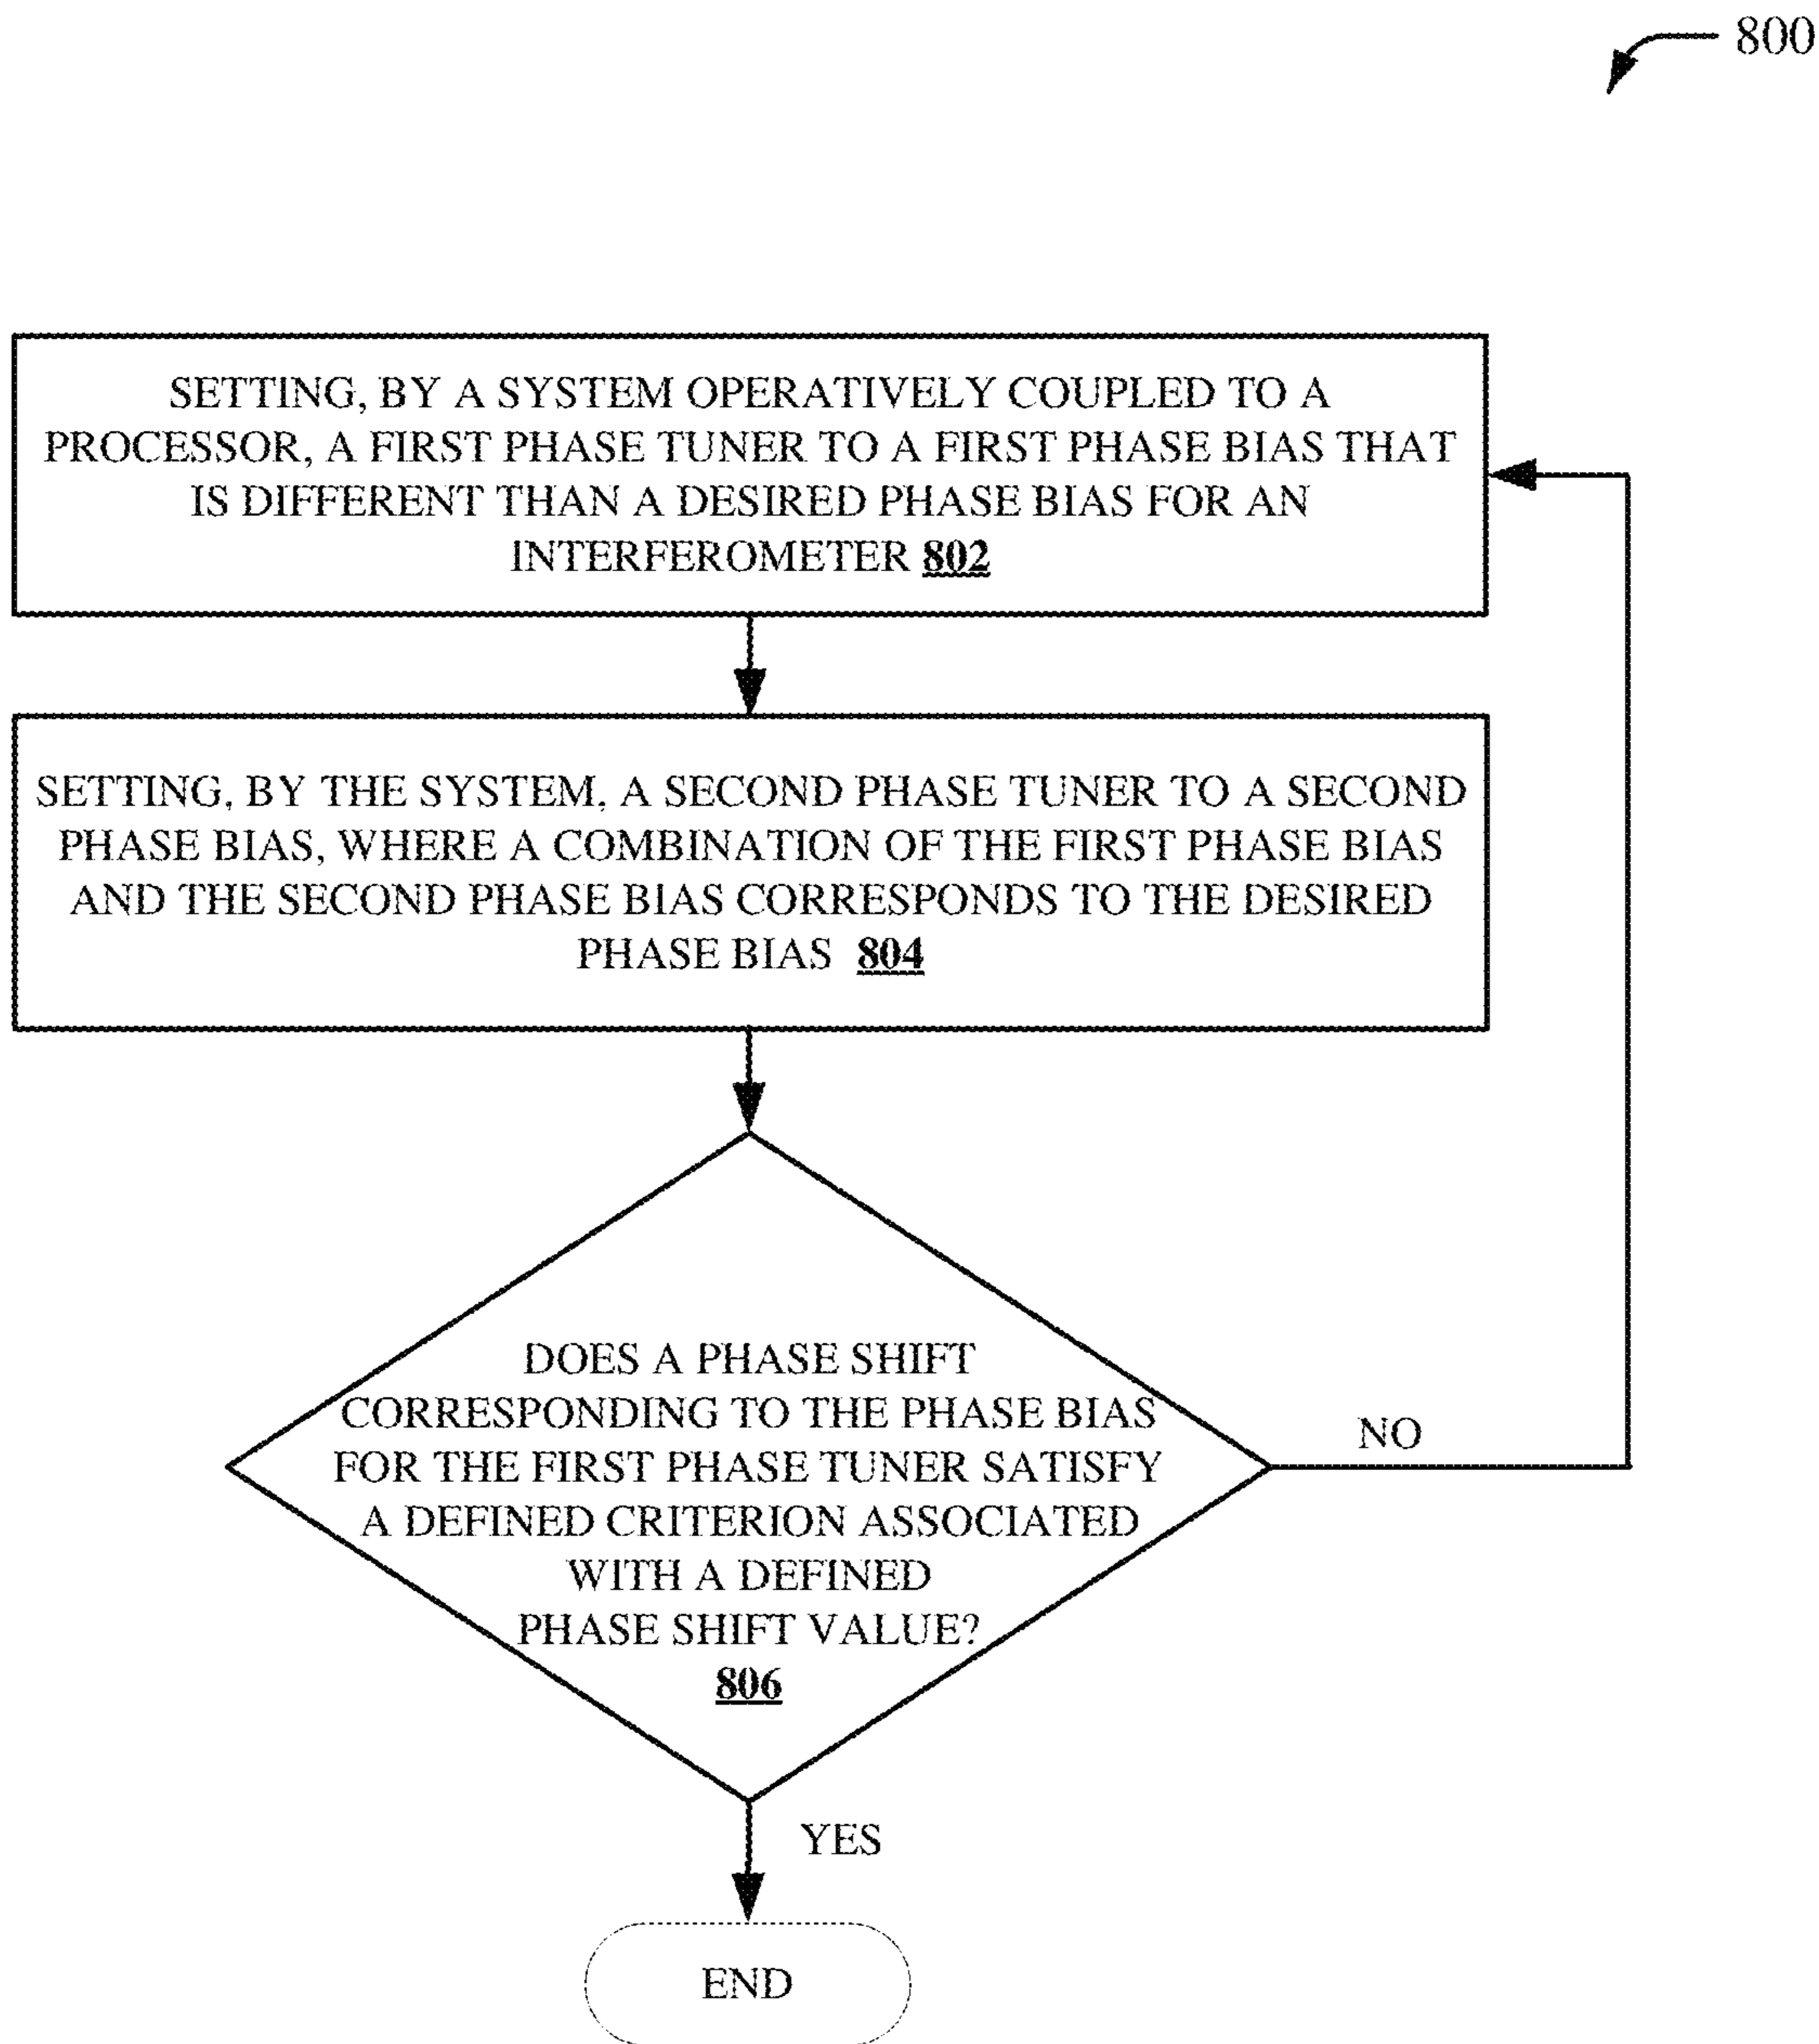 800
SETTING, BY A SYSTEM OPERATIVELY COUPLED TO A
PROCESSOR, A FIRST PHASE TUNER TO A FIRST PHASE BIAS THAT
IS DIFFERENT THAN A DESIRED PHASE BIAS FOR AN
INTERFEROMETER 802
SETTING, BY THE SYSTEM, A SECOND PHASE TUNER TO A SECOND
PHASE BIAS, WHERE A COMBINATION OF THE FIRST PHASE BIAS
AND THE SECOND PHASE BIAS CORRESPONDS TO THE DESIRED
PHASE BIAS 804
DOES A PHASE SHIFT
CORRESPONDING TO THE PHASE BIAS
FOR THE FIRST PHASE TUNER SATISFY
A DEFINED CRITERION ASSOCIATED
WITH A DEFINED
PHASE SHIFT VALUE?
806
NO
YES
END